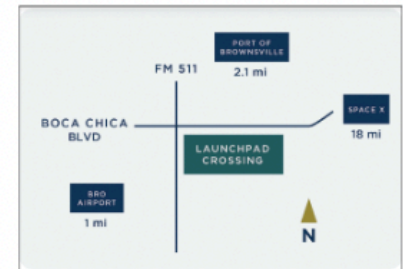 PORT OF
BROWNSVILLE
2.1 mi
FM 511
SPACE X
18 mi
BOCA CHICA
BLVD
LAUNCHPAD
CROSSING
BRO
AIRPORT
1 mi
N